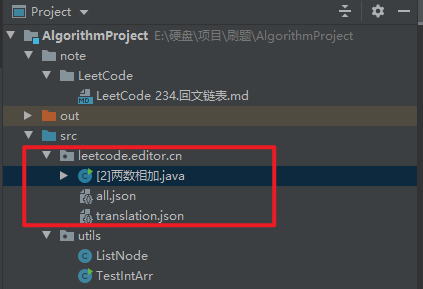 Project
AlgorithmProject E:\硬盘\项目\刷题\AlgorithmProject
note
LeetCode
LeetCode 234.回文链表.md
out
src
leetcode.editor.cn
[2]两数相加.java
all.json
translation.json
utils
ListNode
TestIntArr